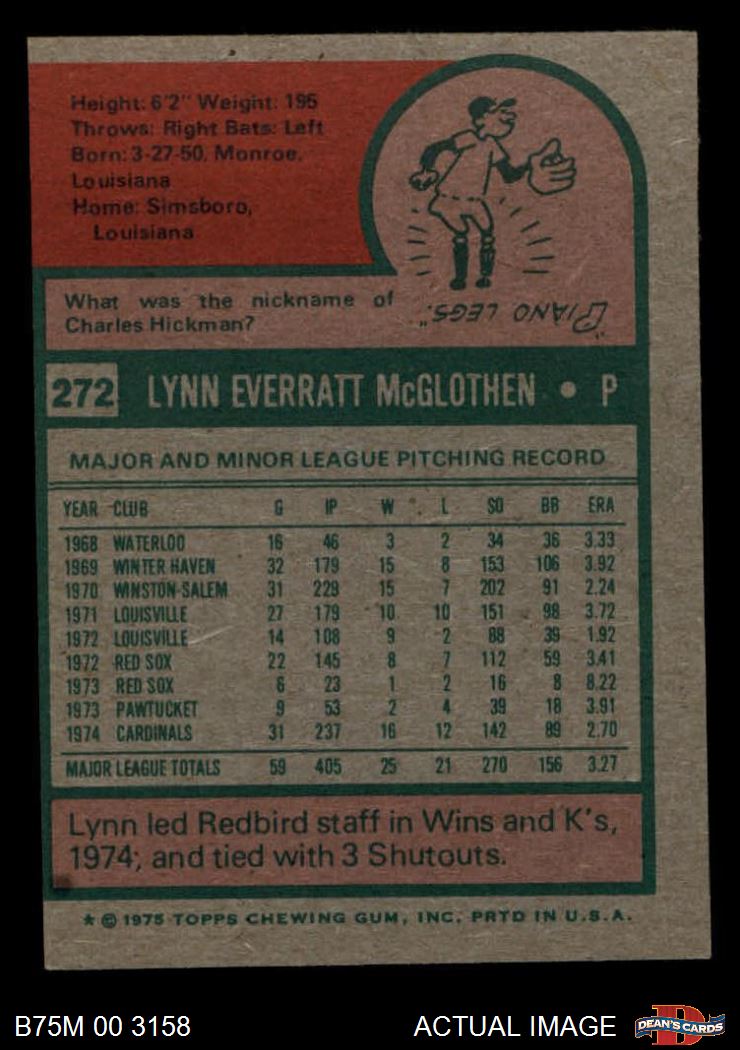 Height: 6'2" Weight: 195
Throws: Right Bats: Left
Born: 3-27-50, Monroe,
Louisiana
Home: Simsboro,
Louisiana
What was the nickname of
Charles Hickman?
"PIANO LEGS."
272 LYNN EVERRATT McGLOTHEN • P
MAJOR AND MINOR LEAGUE PITCHING RECORD
YEAR CLUB G IP W L SO BB ERA
1968 WATERLOO 16 46 3 2 34 36 3.33
1969 WINTER HAVEN 32 179 15 8 153 106 3.92
1970 WINSTON-SALEM 31 229 15 7 202 91 2.24
1971 LOUISVILLE 27 179 10 10 151 98 3.72
1972 LOUISVILLE 14 108 9 2 88 39 1.92
1972 RED SOX 22 145 8 7 112 59 3.41
1973 RED SOX 6 23 1 2 16 8 8.22
1973 PAWTUCKET 9 53 2 4 39 18 3.91
1974 CARDINALS 31 237 16 12 142 89 2.70
MAJOR LEAGUE TOTALS 59 405 25 21 270 156 3.27
Lynn led Redbird staff in Wins and K's,
1974, and tied with 3 Shutouts.
* © 1975 TOPPS CHEWING GUM, INC. PRTD IN U.S.A.
B75M 00 3158 ACTUAL IMAGE D DEAN'S CARDS